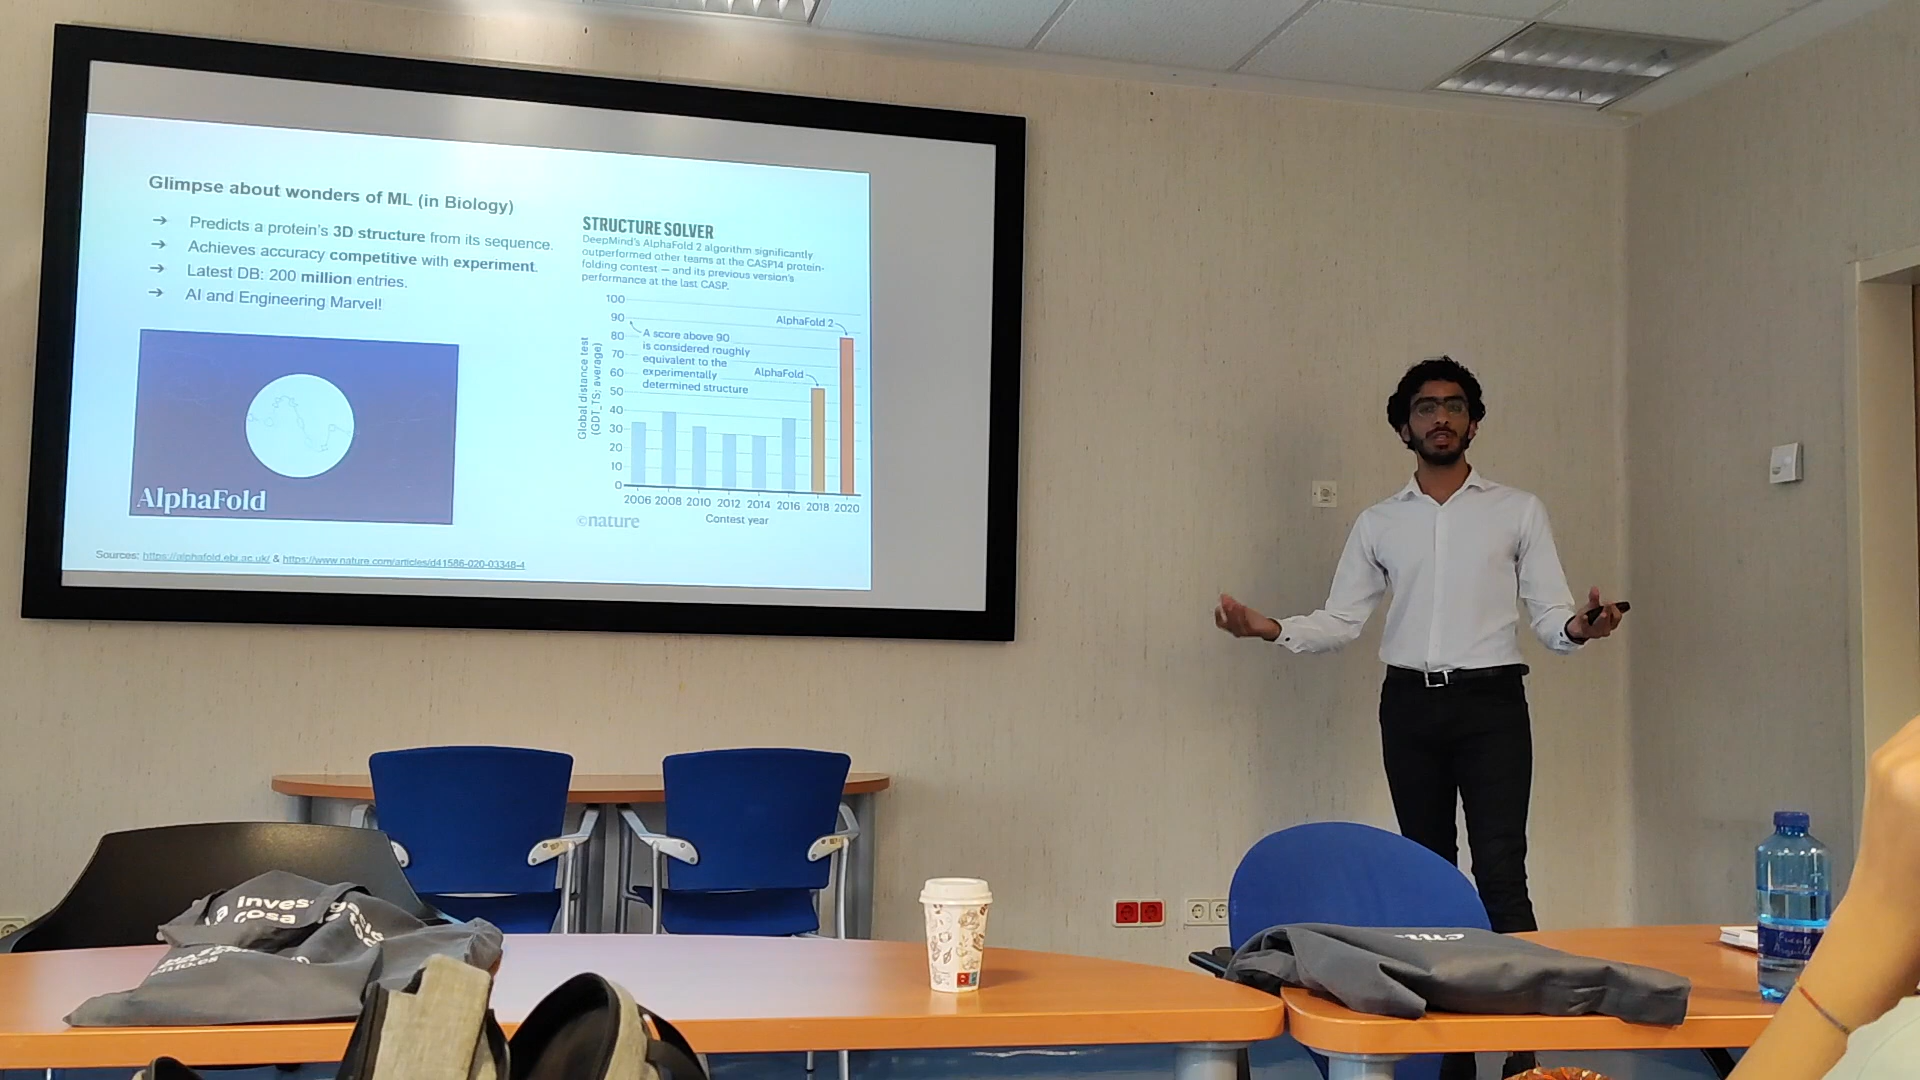 Glimpse about wonders of ML (in Biology)
➔ Predicts a protein's 3D structure from its sequence.
➔ Achieves accuracy competitive with experiment.
➔ Latest DB: 200 million entries.
➔ AI and Engineering Marvel!
AlphaFold
STRUCTURE SOLVER
DeepMind's AlphaFold 2 algorithm significantly
outperformed other teams at the CASP14 protein-
folding contest — and its previous version's
performance at the last CASP.
Global distance test
(GDT_TS; average)
100
90
80
70
60
50
40
30
20
10
0
A score above 90
is considered roughly
equivalent to the
experimentally
determined structure
AlphaFold 2
AlphaFold
2006 2008 2010 2012 2014 2016 2018 2020
Contest year
©nature
Sources: https://alphafold.ebi.ac.uk/ & https://www.nature.com/articles/d41586-020-03348-4